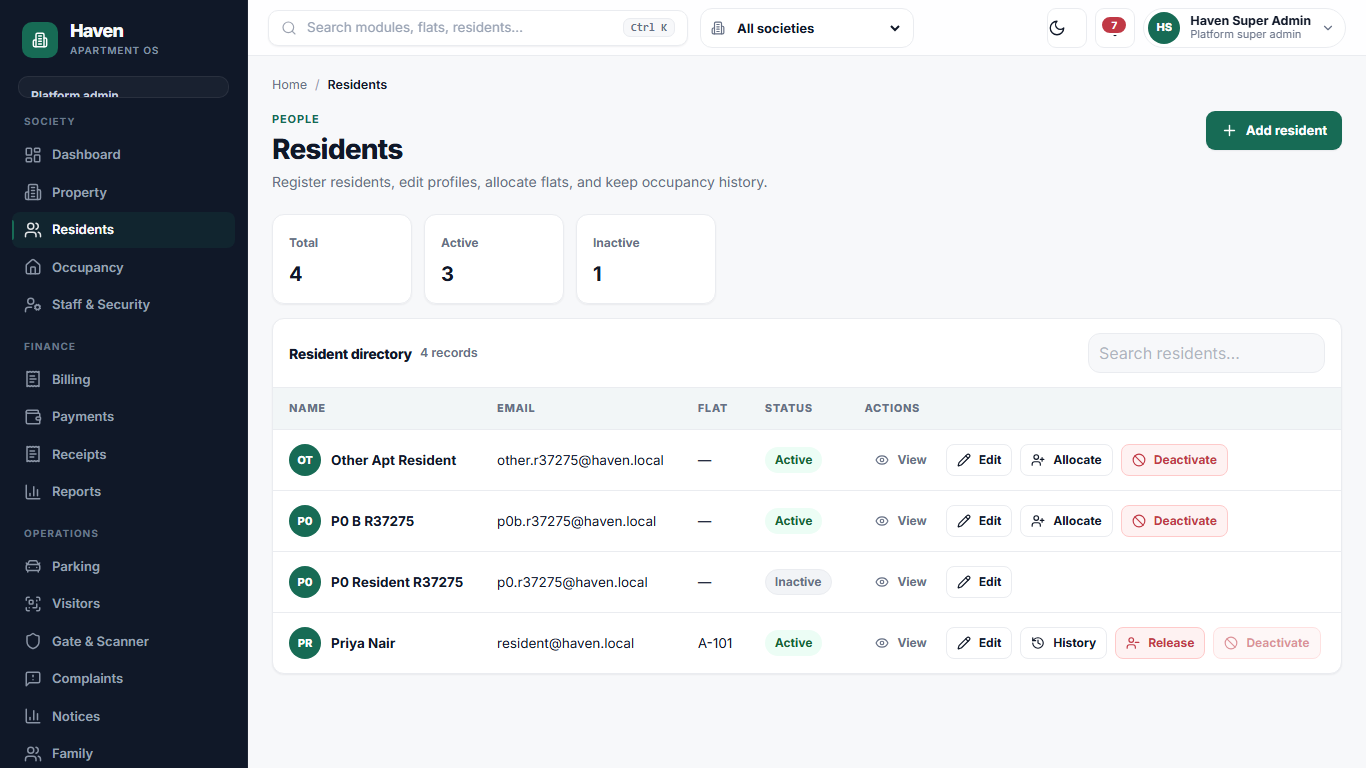 Haven
APARTMENT OS
Platform admin
SOCIETY
Dashboard
Property
Residents
Occupancy
Staff & Security
FINANCE
Billing
Payments
Receipts
Reports
OPERATIONS
Parking
Visitors
Gate & Scanner
Complaints
Notices
Family
Search modules, flats, residents... Ctrl K
All societies
7
HS Haven Super Admin
Platform super admin
Home / Residents
PEOPLE
Residents
Register residents, edit profiles, allocate flats, and keep occupancy history.
Add resident
Total
4
Active
3
Inactive
1
Resident directory 4 records
Search residents...
NAME EMAIL FLAT STATUS ACTIONS
OT Other Apt Resident other.r37275@haven.local — Active View Edit Allocate Deactivate
P0 P0 B R37275 p0b.r37275@haven.local — Active View Edit Allocate Deactivate
P0 P0 Resident R37275 p0.r37275@haven.local — Inactive View Edit
PR Priya Nair resident@haven.local A-101 Active View Edit History Release Deactivate